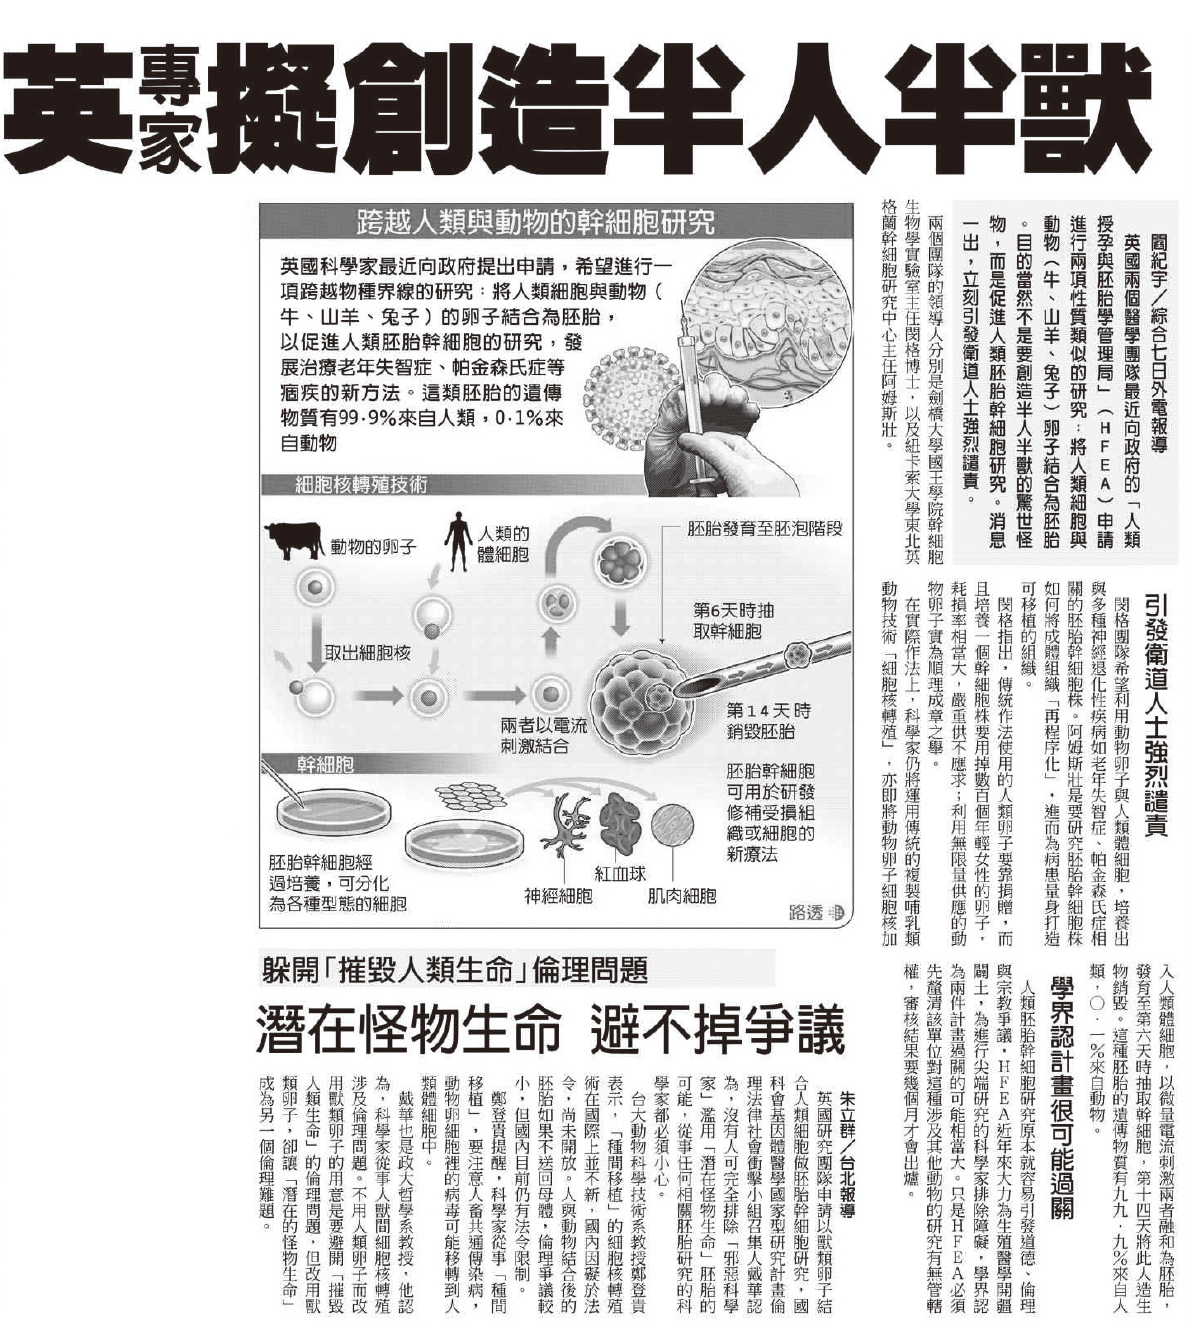 英專家擬創造半人半獸
閻紀宇/綜合七日外電報導
英國兩個醫學團隊最近向政府的「人類
授孕與胚胎學管理局」(HFEA)申請
進行兩項性質類似的研究:將人類細胞與
動物(牛、山羊、兔子)卵子結合為胚胎
。目的當然不是要創造半人半獸的驚世怪
物,而是促進人類胚胎幹細胞研究。消息
一出,立刻引發衛道人士強烈譴責。
兩個團隊的領導人分別是劍橋大學國王學院幹細胞
生物學實驗室主任閔格博士,以及紐卡索大學東北英
格蘭幹細胞研究中心主任阿姆斯壯。
引發衛道人士強烈譴責
閔格團隊希望利用動物卵子與人類體細胞,培養出
與多種神經退化性疾病如老年失智症、帕金森氏症相
關的胚胎幹細胞株。阿姆斯壯是要研究胚胎幹細胞株
如何將成體組織「再程序化」,進而為病患量身打造
可移植的組織。
閔格指出,傳統作法使用的人類卵子要靠捐贈,而
且培養一個幹細胞株要用掉數百個年輕女性的卵子,
耗損率相當大,嚴重供不應求;利用無限量供應的動
物卵子實為順理成章之舉。
在實際作法上,科學家仍將運用傳統的複製哺乳類
動物技術「細胞核轉殖」,亦即將動物卵子細胞核加
入人類體細胞,以微量電流刺激兩者融和為胚胎,
發育至第六天時抽取幹細胞,第十四天將此人造生
物銷毀。這種胚胎的遺傳物質有九九.九%來自人
類,○.一%來自動物。
學界認計畫很可能過關
人類胚胎幹細胞研究原本就容易引發道德、倫理
與宗教爭議,HFEA近年來大力為生殖醫學開疆
闢土,為進行尖端研究的科學家排除障礙,學界認
為兩件計畫過關的可能相當大。只是HFEA必須
先釐清該單位對這種涉及其他動物的研究有無管轄
權,審核結果要幾個月才會出爐。
跨越人類與動物的幹細胞研究
英國科學家最近向政府提出申請,希望進行一
項跨越物種界線的研究:將人類細胞與動物(
牛、山羊、兔子)的卵子結合為胚胎,
以促進人類胚胎幹細胞的研究,發
展治療老年失智症、帕金森氏症等
痼疾的新方法。這類胚胎的遺傳
物質有99.9%來自人類,0.1%來
自動物
細胞核轉殖技術
動物的卵子
人類的
體細胞
胚胎發育至胚泡階段
取出細胞核
兩者以電流
刺激結合
第6天時抽
取幹細胞
第14天時
銷毀胚胎
幹細胞
胚胎幹細胞經
過培養,可分化
為各種型態的細胞
神經細胞
紅血球
肌肉細胞
胚胎幹細胞
可用於研發
修補受損組
織或細胞的
新療法
路透
躲開「摧毀人類生命」倫理問題
潛在怪物生命 避不掉爭議
朱立群/台北報導
英國研究團隊申請以獸類卵子結
合人類細胞做胚胎幹細胞研究,國
科會基因體醫學國家型研究計畫倫
理法律社會衝擊小組召集人戴華認
為,沒有人可完全排除「邪惡科學
家」濫用「潛在怪物生命」胚胎的
可能,從事任何相關胚胎研究的科
學家都必須小心。
台大動物科學技術系教授鄭登貴
表示,「種間移植」的細胞核轉殖
術在國際上並不新,國內因礙於法
令,尚未開放。人與動物結合後的
胚胎如果不送回母體,倫理爭議較
小,但國內目前仍有法令限制。
鄭登貴提醒,科學家從事「種間
移植」,要注意人畜共通傳染病,
動物卵細胞裡的病毒可能移轉到人
類體細胞中。
戴華也是政大哲學系教授,他認
為,科學家從事人獸間細胞核轉殖
涉及倫理問題。不用人類卵子而改
用獸類卵子的用意是要避開「摧毀
人類生命」的倫理問題,但改用獸
類卵子,卻讓「潛在的怪物生命」
成為另一個倫理難題。